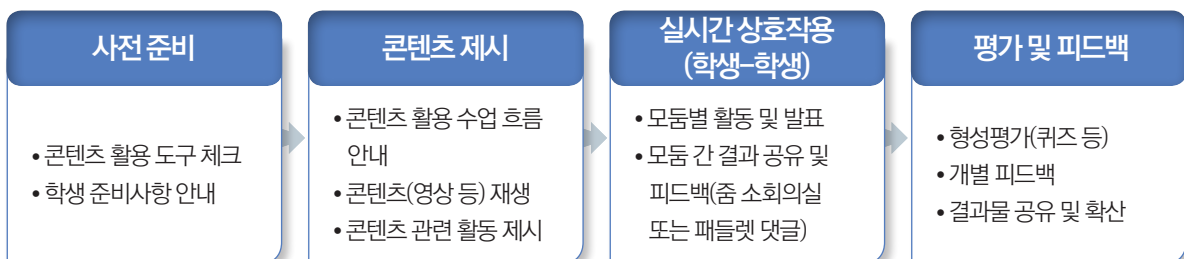 사전 준비
• 콘텐츠 활용 도구 체크
• 학생 준비사항 안내
콘텐츠 제시
• 콘텐츠 활용 수업 흐름
안내
• 콘텐츠(영상 등) 재생
• 콘텐츠 관련 활동 제시
실시간 상호작용
(학생–학생)
• 모둠별 활동 및 발표
• 모둠 간 결과 공유 및
피드백(줌 소회의실
또는 패들렛 댓글)
평가 및 피드백
• 형성평가(퀴즈 등)
• 개별 피드백
• 결과물 공유 및 확산